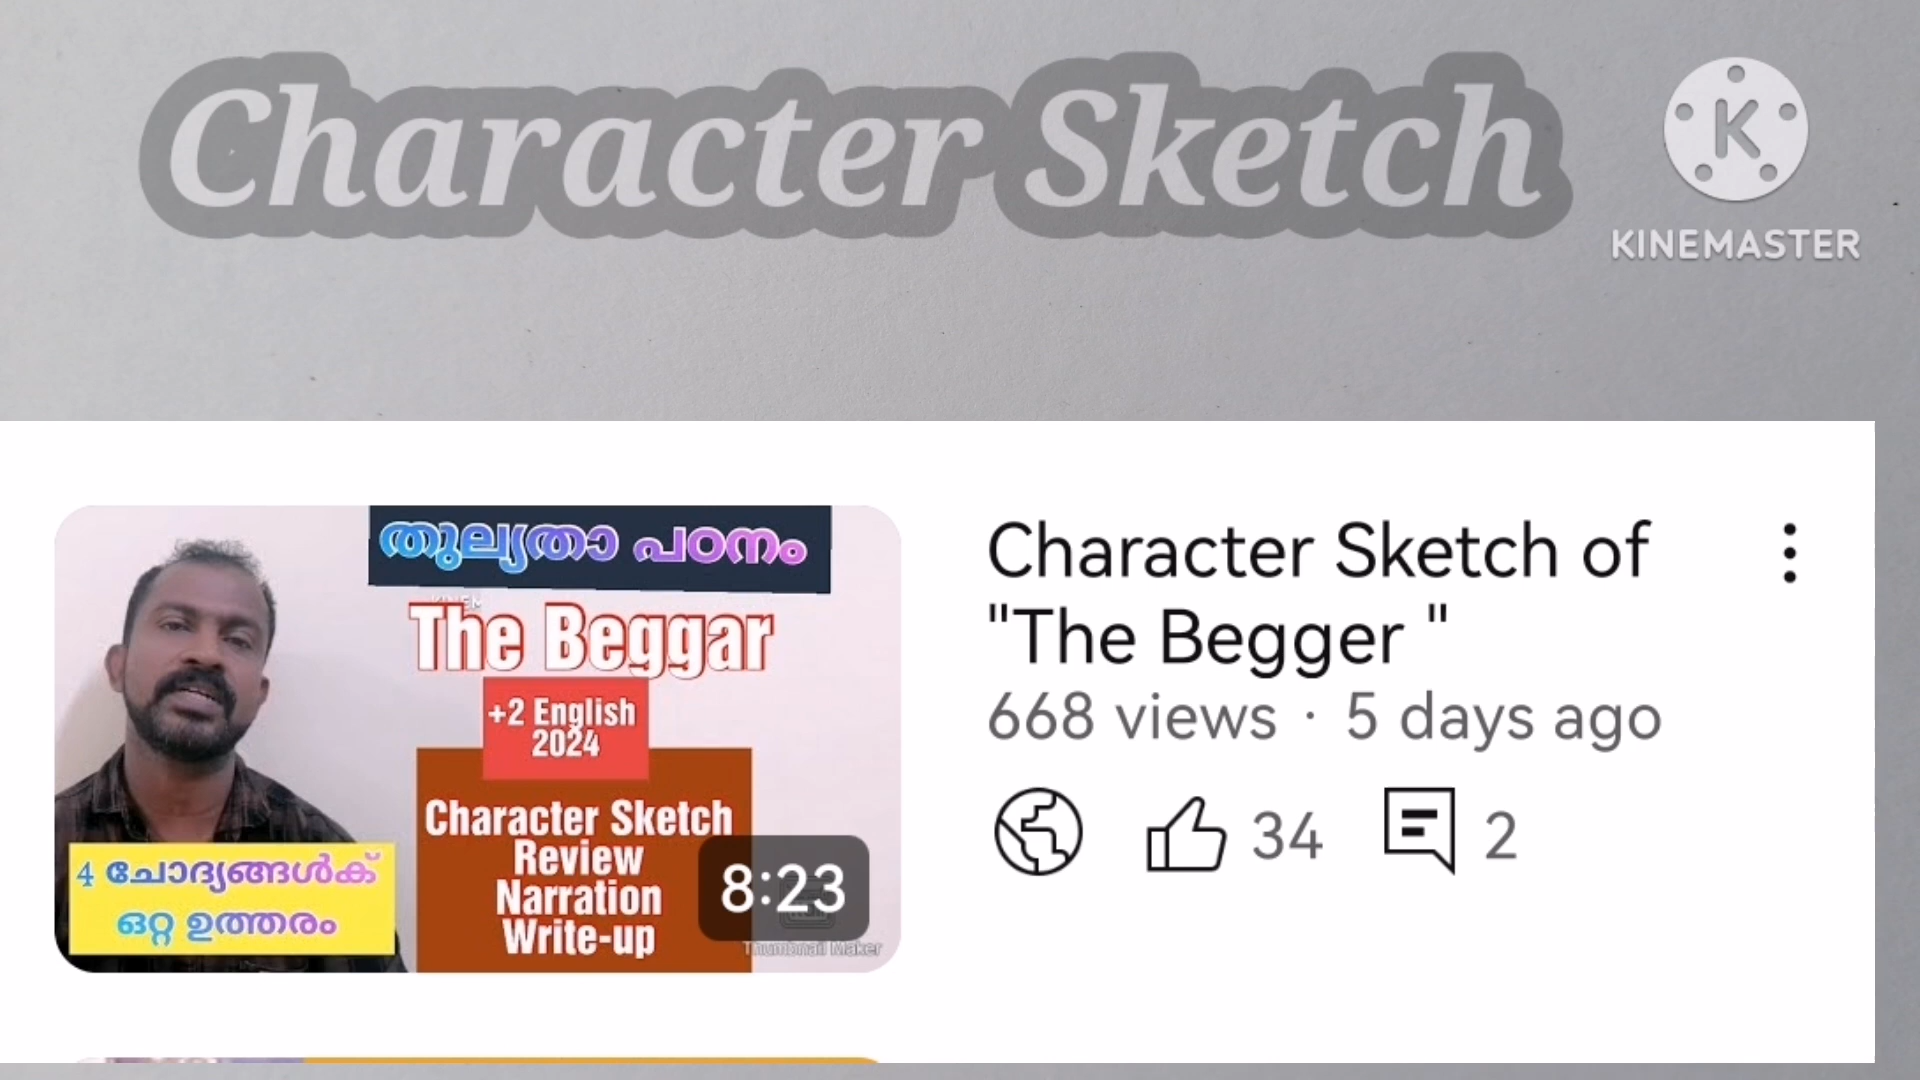 Character Sketch
K
KINEMASTER
തുല്യതാ പഠനം
The Beggar
+2 English
2024
Character Sketch
Review
Narration
Write-up
4 ചോദ്യങ്ങൾക്
ഒറ്റ ഉത്തരം
8:23
Thumbnail Maker
Character Sketch of
"The Begger "
668 views · 5 days ago
34 2